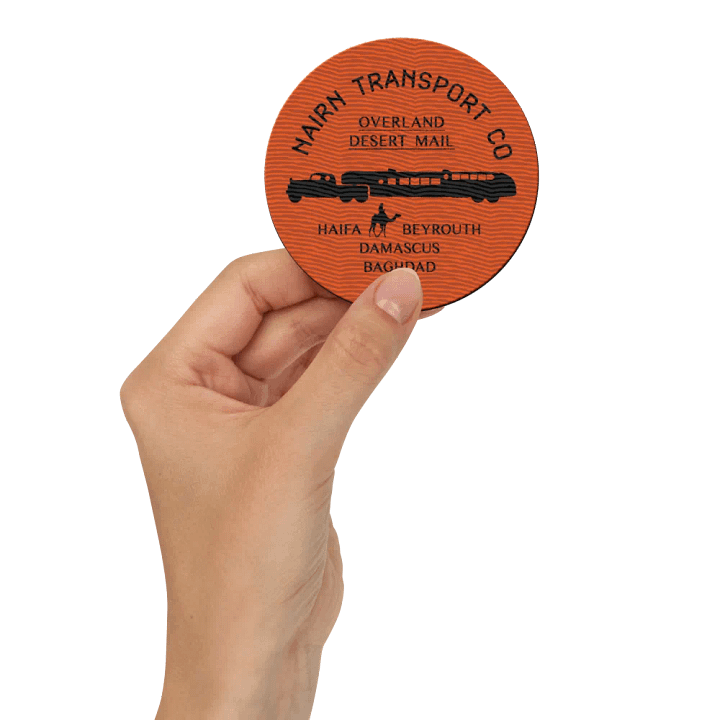 NAIRN TRANSPORT CO
OVERLAND
DESERT MAIL
HAIFA BEYROUTH
DAMASCUS
BAGHDAD